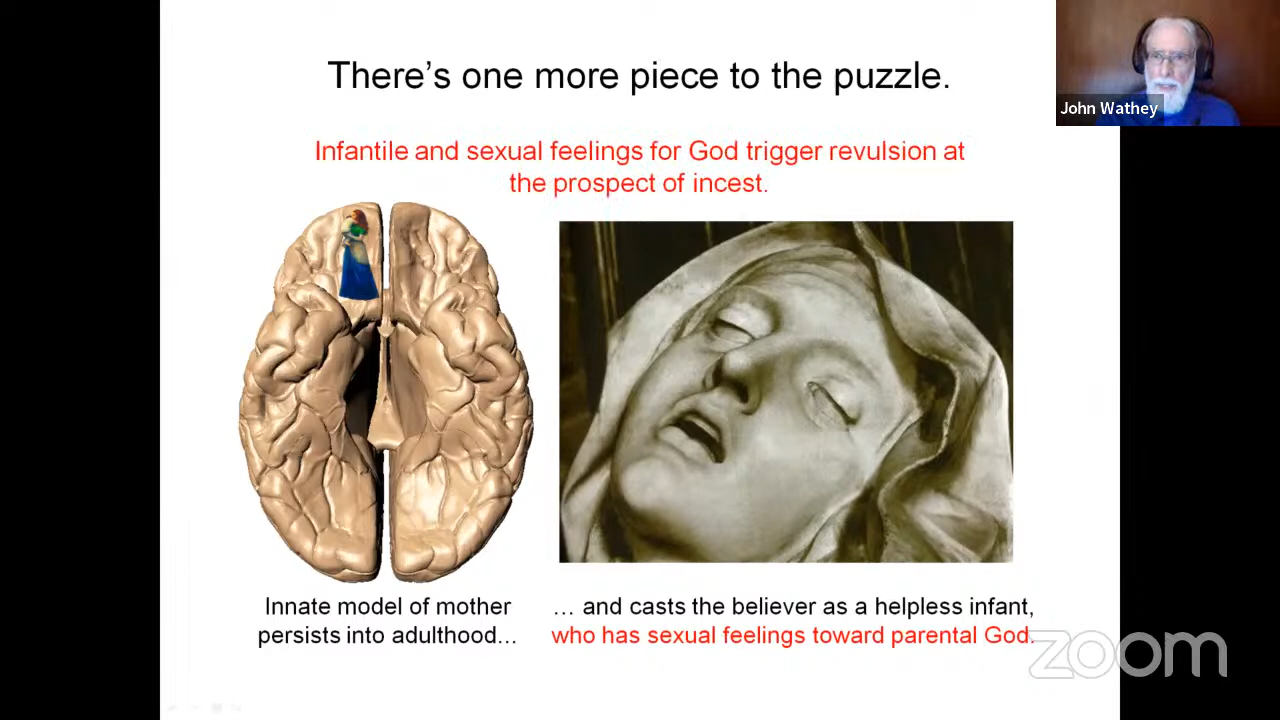 There's one more piece to the puzzle.
John Wathey
Infantile and sexual feelings for God trigger revulsion at
the prospect of incest.
Innate model of mother
persists into adulthood...
... and casts the believer as a helpless infant,
who has sexual feelings toward parental God.
zoom